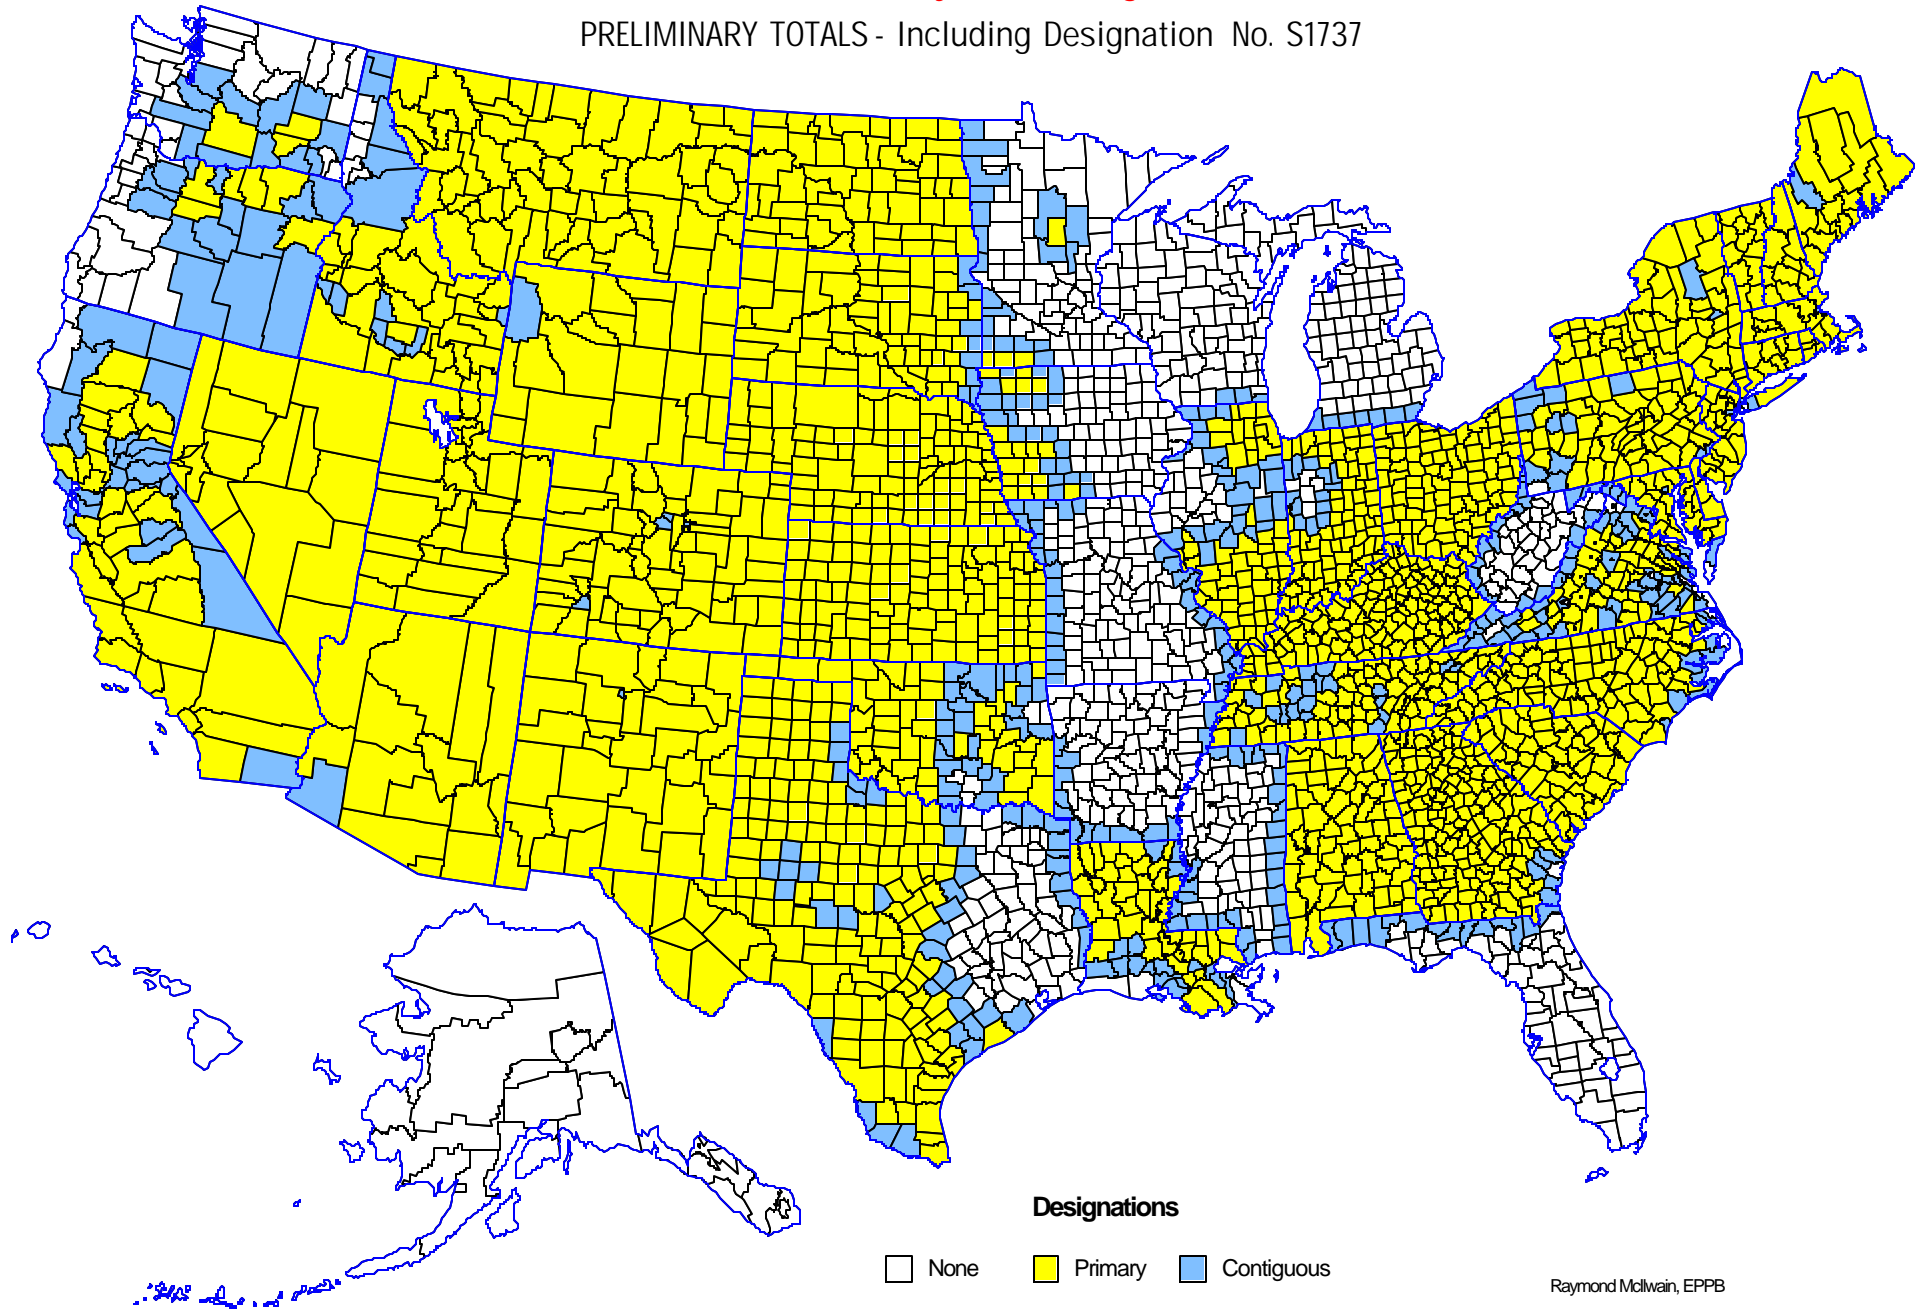 PRELIMINARY TOTALS - Including Designation No. S1737
Designations
None
Primary
Contiguous
Raymond McIlwain, EPPB